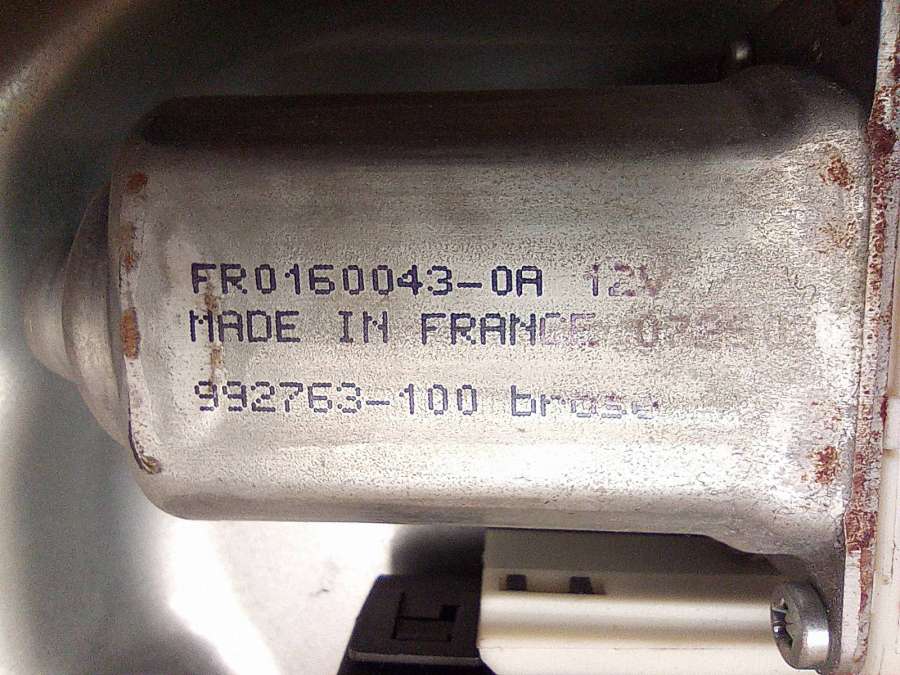 FR0160043-0A 12V
MADE IN FRANCE
992763-100 brose